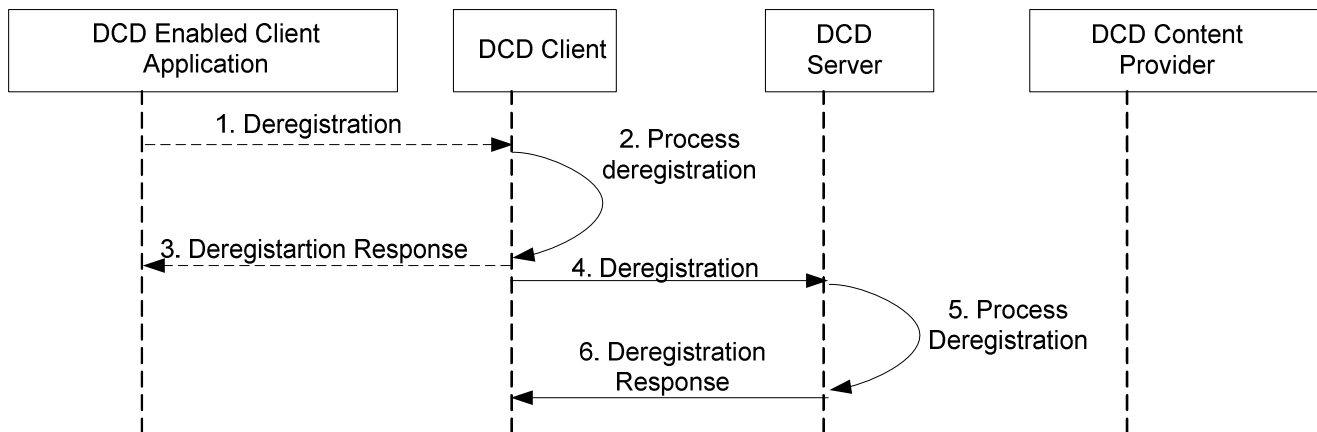 DCD Enabled Client
Application
DCD Client
DCD
Server
DCD Content
Provider
1. Deregistration
2. Process
deregistration
3. Deregistartion Response
4. Deregistration
5. Process
Deregistration
6. Deregistration
Response